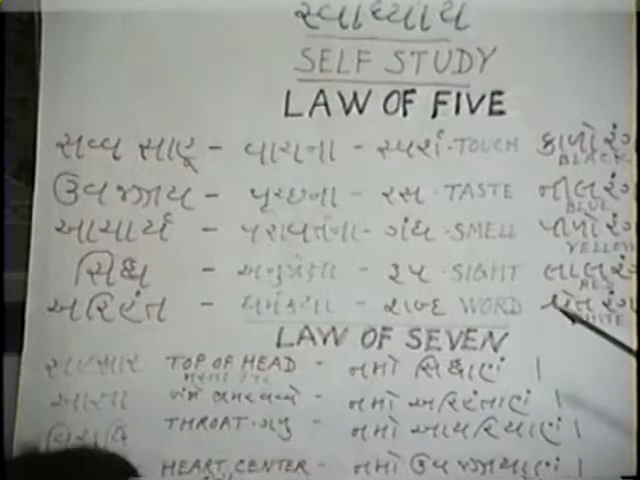 સ્વાધ્યાય
SELF STUDY
LAW OF FIVE
સવ્વ સાહૂ - વાચના - સ્પર્શ. TOUCH કાળો રંગ
BLACK
ઉવજ્ઝાય - પૃચ્છના - રસ. TASTE નીલ રંગ
BLUE
આચાર્ય - પરાવર્તના - ગંધ. SMELL પીળો રંગ
YELLOW
સિદ્ધ - અનુપ્રેક્ષા - રૂપ. SIGHT લાલ રંગ
RED
અરિહંત - ધર્મકથા - શબ્દ WORD શ્વેત રંગ
WHITE
LAW OF SEVEN
TOP OF HEAD - નમો સિધ્ધાણં ।
નમો અરિહંતાણં ।
THROAT. ગળુ - નમો આયરિયાણં ।
HEART CENTER - નમો ઉવજ્ઝાયાણં ।